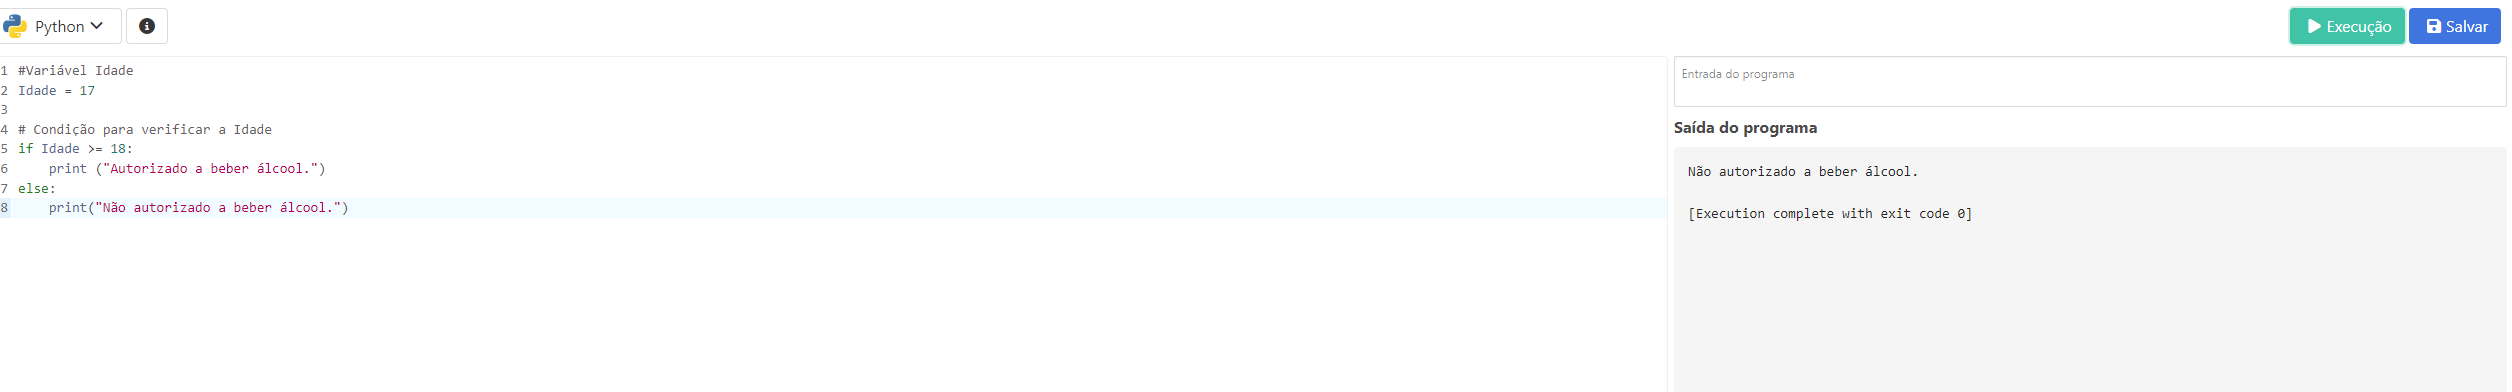 Python
Execução
Salvar
1 #Variável Idade
2 Idade = 17
3
4 # Condição para verificar a Idade
5 if Idade >= 18:
6     print ("Autorizado a beber álcool.")
7 else:
8     print("Não autorizado a beber álcool.")
Entrada do programa
Saída do programa
Não autorizado a beber álcool.
[Execution complete with exit code 0]